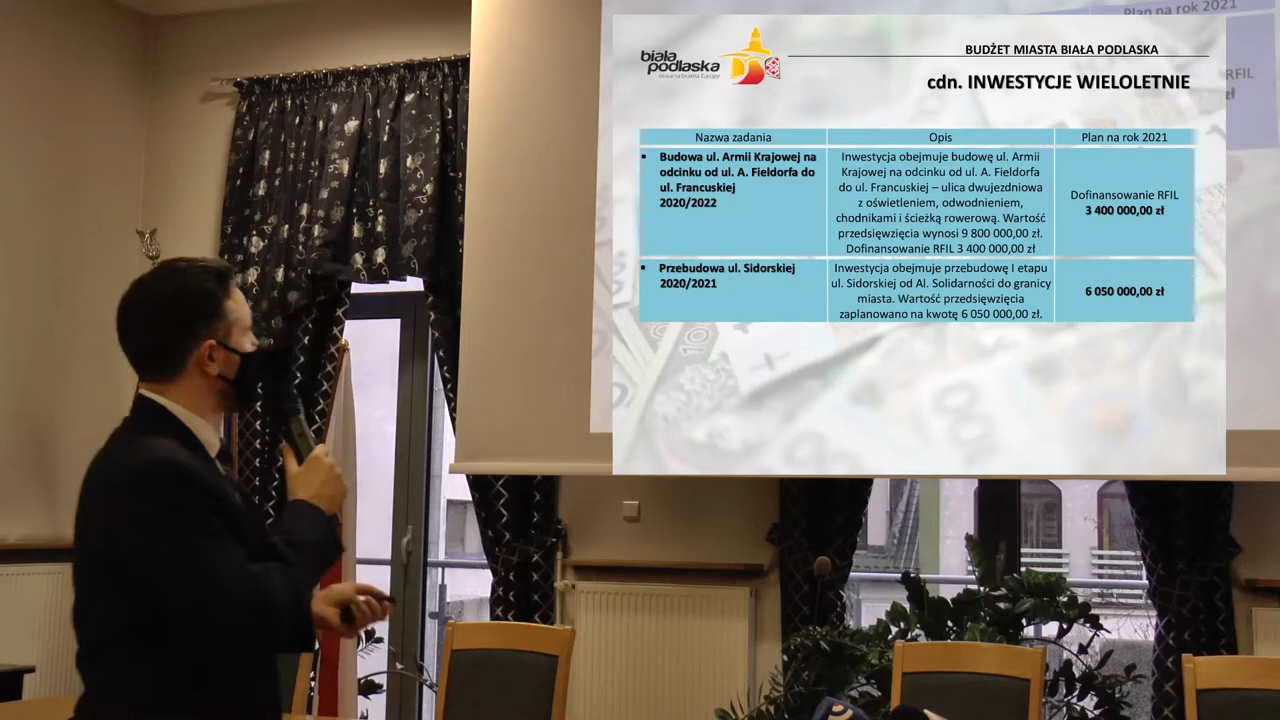 Plan na rok 2021
RFIL
zł
biała
podlaska
otwarta brama Europy
BUDŻET MIASTA BIAŁA PODLASKA
cdn. INWESTYCJE WIELOLETNIE
Nazwa zadania
Opis
Plan na rok 2021
▪ Budowa ul. Armii Krajowej na
odcinku od ul. A. Fieldorfa do
ul. Francuskiej
2020/2022
Inwestycja obejmuje budowę ul. Armii
Krajowej na odcinku od ul. A. Fieldorfa
do ul. Francuskiej – ulica dwujezdniowa
z oświetleniem, odwodnieniem,
chodnikami i ścieżką rowerową. Wartość
przedsięwzięcia wynosi 9 800 000,00 zł.
Dofinansowanie RFIL 3 400 000,00 zł
Dofinansowanie RFIL
3 400 000,00 zł
▪ Przebudowa ul. Sidorskiej
2020/2021
Inwestycja obejmuje przebudowę I etapu
ul. Sidorskiej od Al. Solidarności do granicy
miasta. Wartość przedsięwzięcia
zaplanowano na kwotę 6 050 000,00 zł.
6 050 000,00 zł